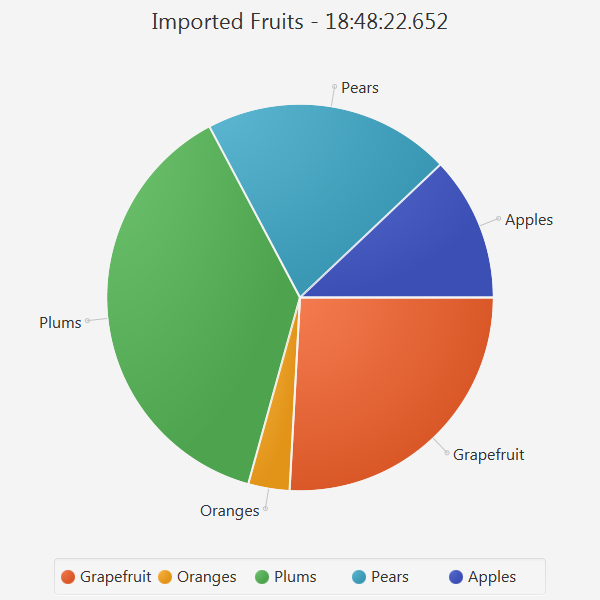 Imported Fruits - 18:48:22.652
Pears
Apples
Plums
Grapefruit
Oranges
Grapefruit Oranges Plums Pears Apples